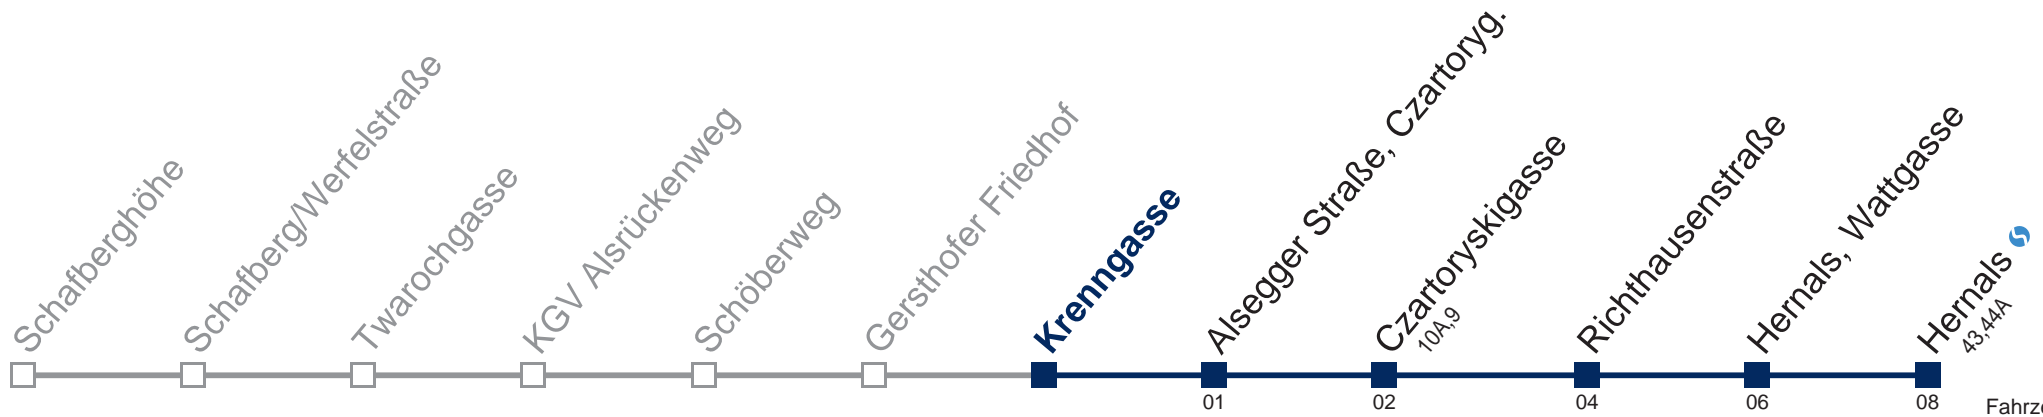 Schafberghöhe
Schafberg/Werfelstraße
Twarochgasse
KGV Alsrückenweg
Schöberweg
Gersthofer Friedhof
Krenngasse
Alsegger Straße, Czartoryg.
Czartoryskigasse
10A,9
Richthausenstraße
Hernals, Wattgasse
Hernals
43,44A
01
02
04
06
08